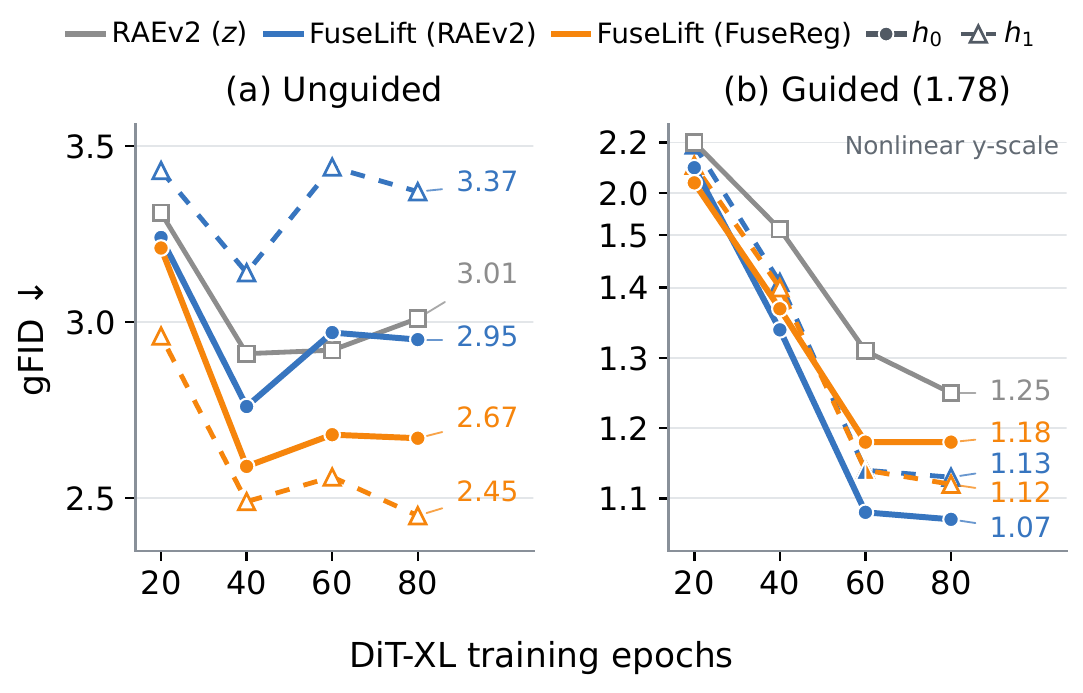 RAEv2 (z) FuseLift (RAEv2) FuseLift (FuseReg) h₀ h₁
(a) Unguided
(b) Guided (1.78)
gFID ↓
3.5
3.0
2.5
3.37
3.01
2.95
2.67
2.45
20 40 60 80
Nonlinear y-scale
2.2
2.0
1.5
1.4
1.3
1.2
1.1
1.25
1.18
1.13
1.12
1.07
20 40 60 80
DiT-XL training epochs